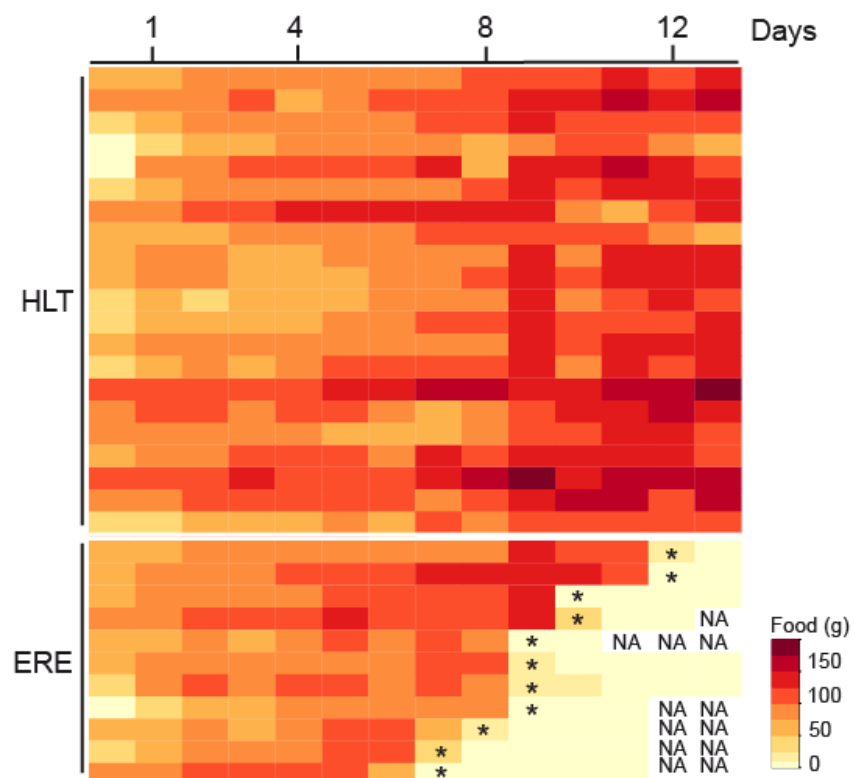 1 4 8 12 Days
HLT
*
*
*
* NA
* NA NA NA
ERE
*
*
* NA NA
* NA NA
* NA NA
* NA NA
Food (g)
150
100
50
0